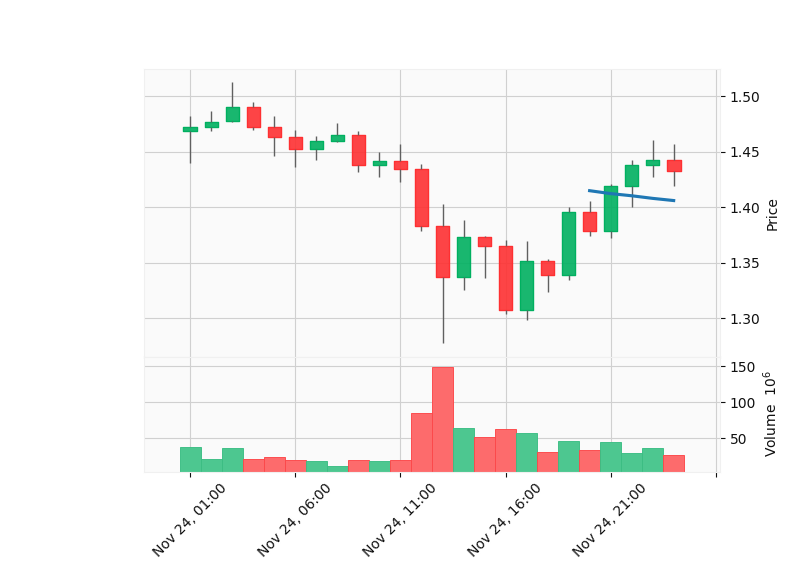 1.50
1.45
1.40
1.35
1.30
Price
150
100
50
Volume 10^6
Nov 24, 01:00
Nov 24, 06:00
Nov 24, 11:00
Nov 24, 16:00
Nov 24, 21:00